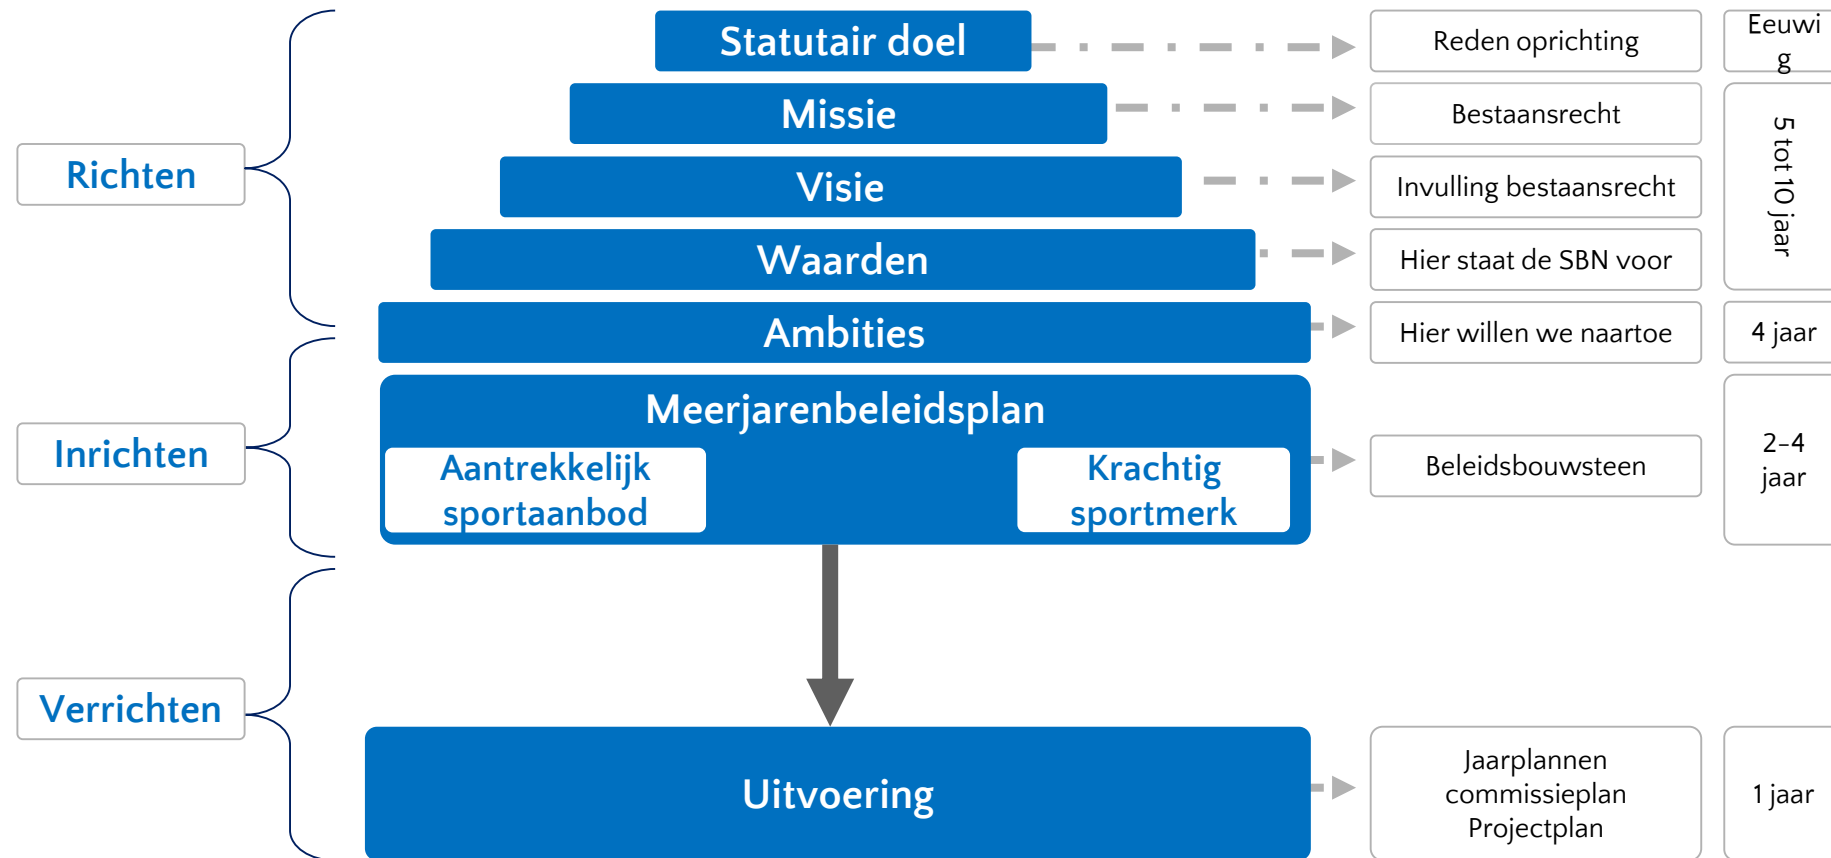 Statutair doel
Reden oprichting
Eeuwi
g
Missie
Bestaansrecht
5 tot 10 jaar
Richten
Visie
Invulling bestaansrecht
Waarden
Hier staat de SBN voor
Ambities
Hier willen we naartoe
4 jaar
Inrichten
Meerjarenbeleidsplan
Aantrekkelijk
sportaanbod
Krachtig
sportmerk
Beleidsbouwsteen
2-4
jaar
Verrichten
Uitvoering
Jaarplannen
commissieplan
Projectplan
1 jaar